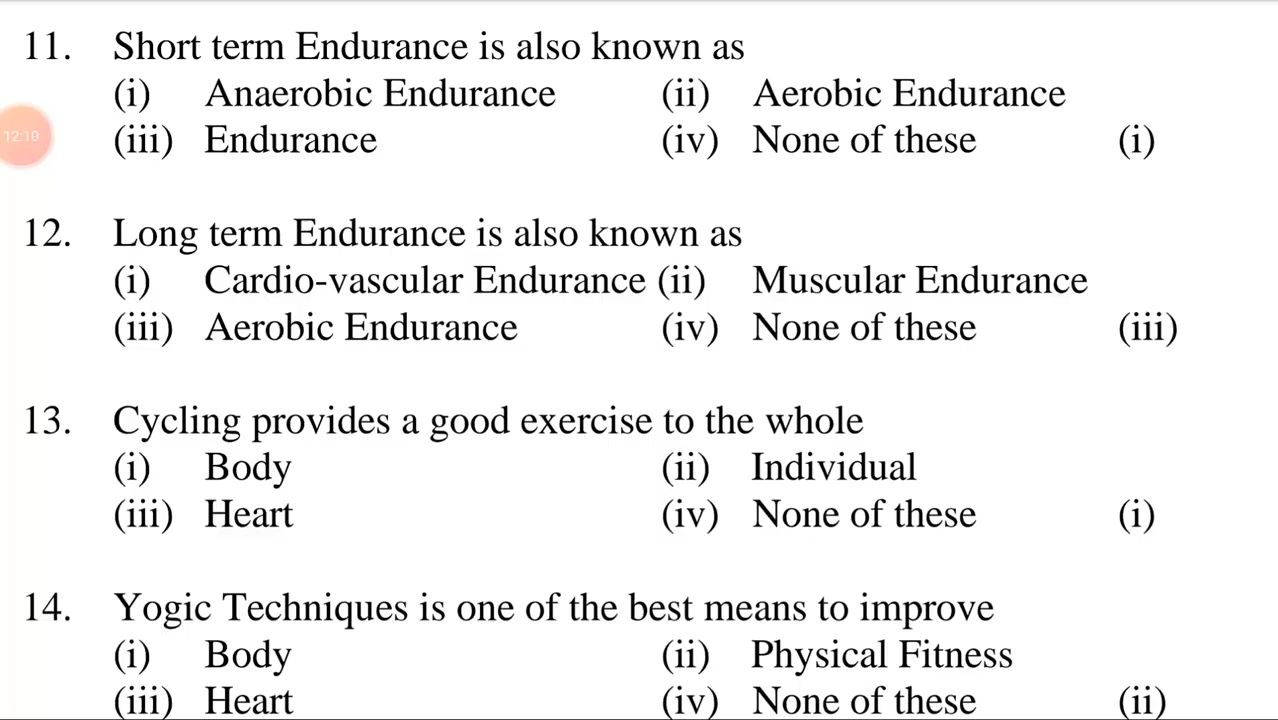 11. Short term Endurance is also known as
(i) Anaerobic Endurance (ii) Aerobic Endurance
12:10
(iii) Endurance (iv) None of these (i)
12. Long term Endurance is also known as
(i) Cardio-vascular Endurance (ii) Muscular Endurance
(iii) Aerobic Endurance (iv) None of these (iii)
13. Cycling provides a good exercise to the whole
(i) Body (ii) Individual
(iii) Heart (iv) None of these (i)
14. Yogic Techniques is one of the best means to improve
(i) Body (ii) Physical Fitness
(iii) Heart (iv) None of these (ii)